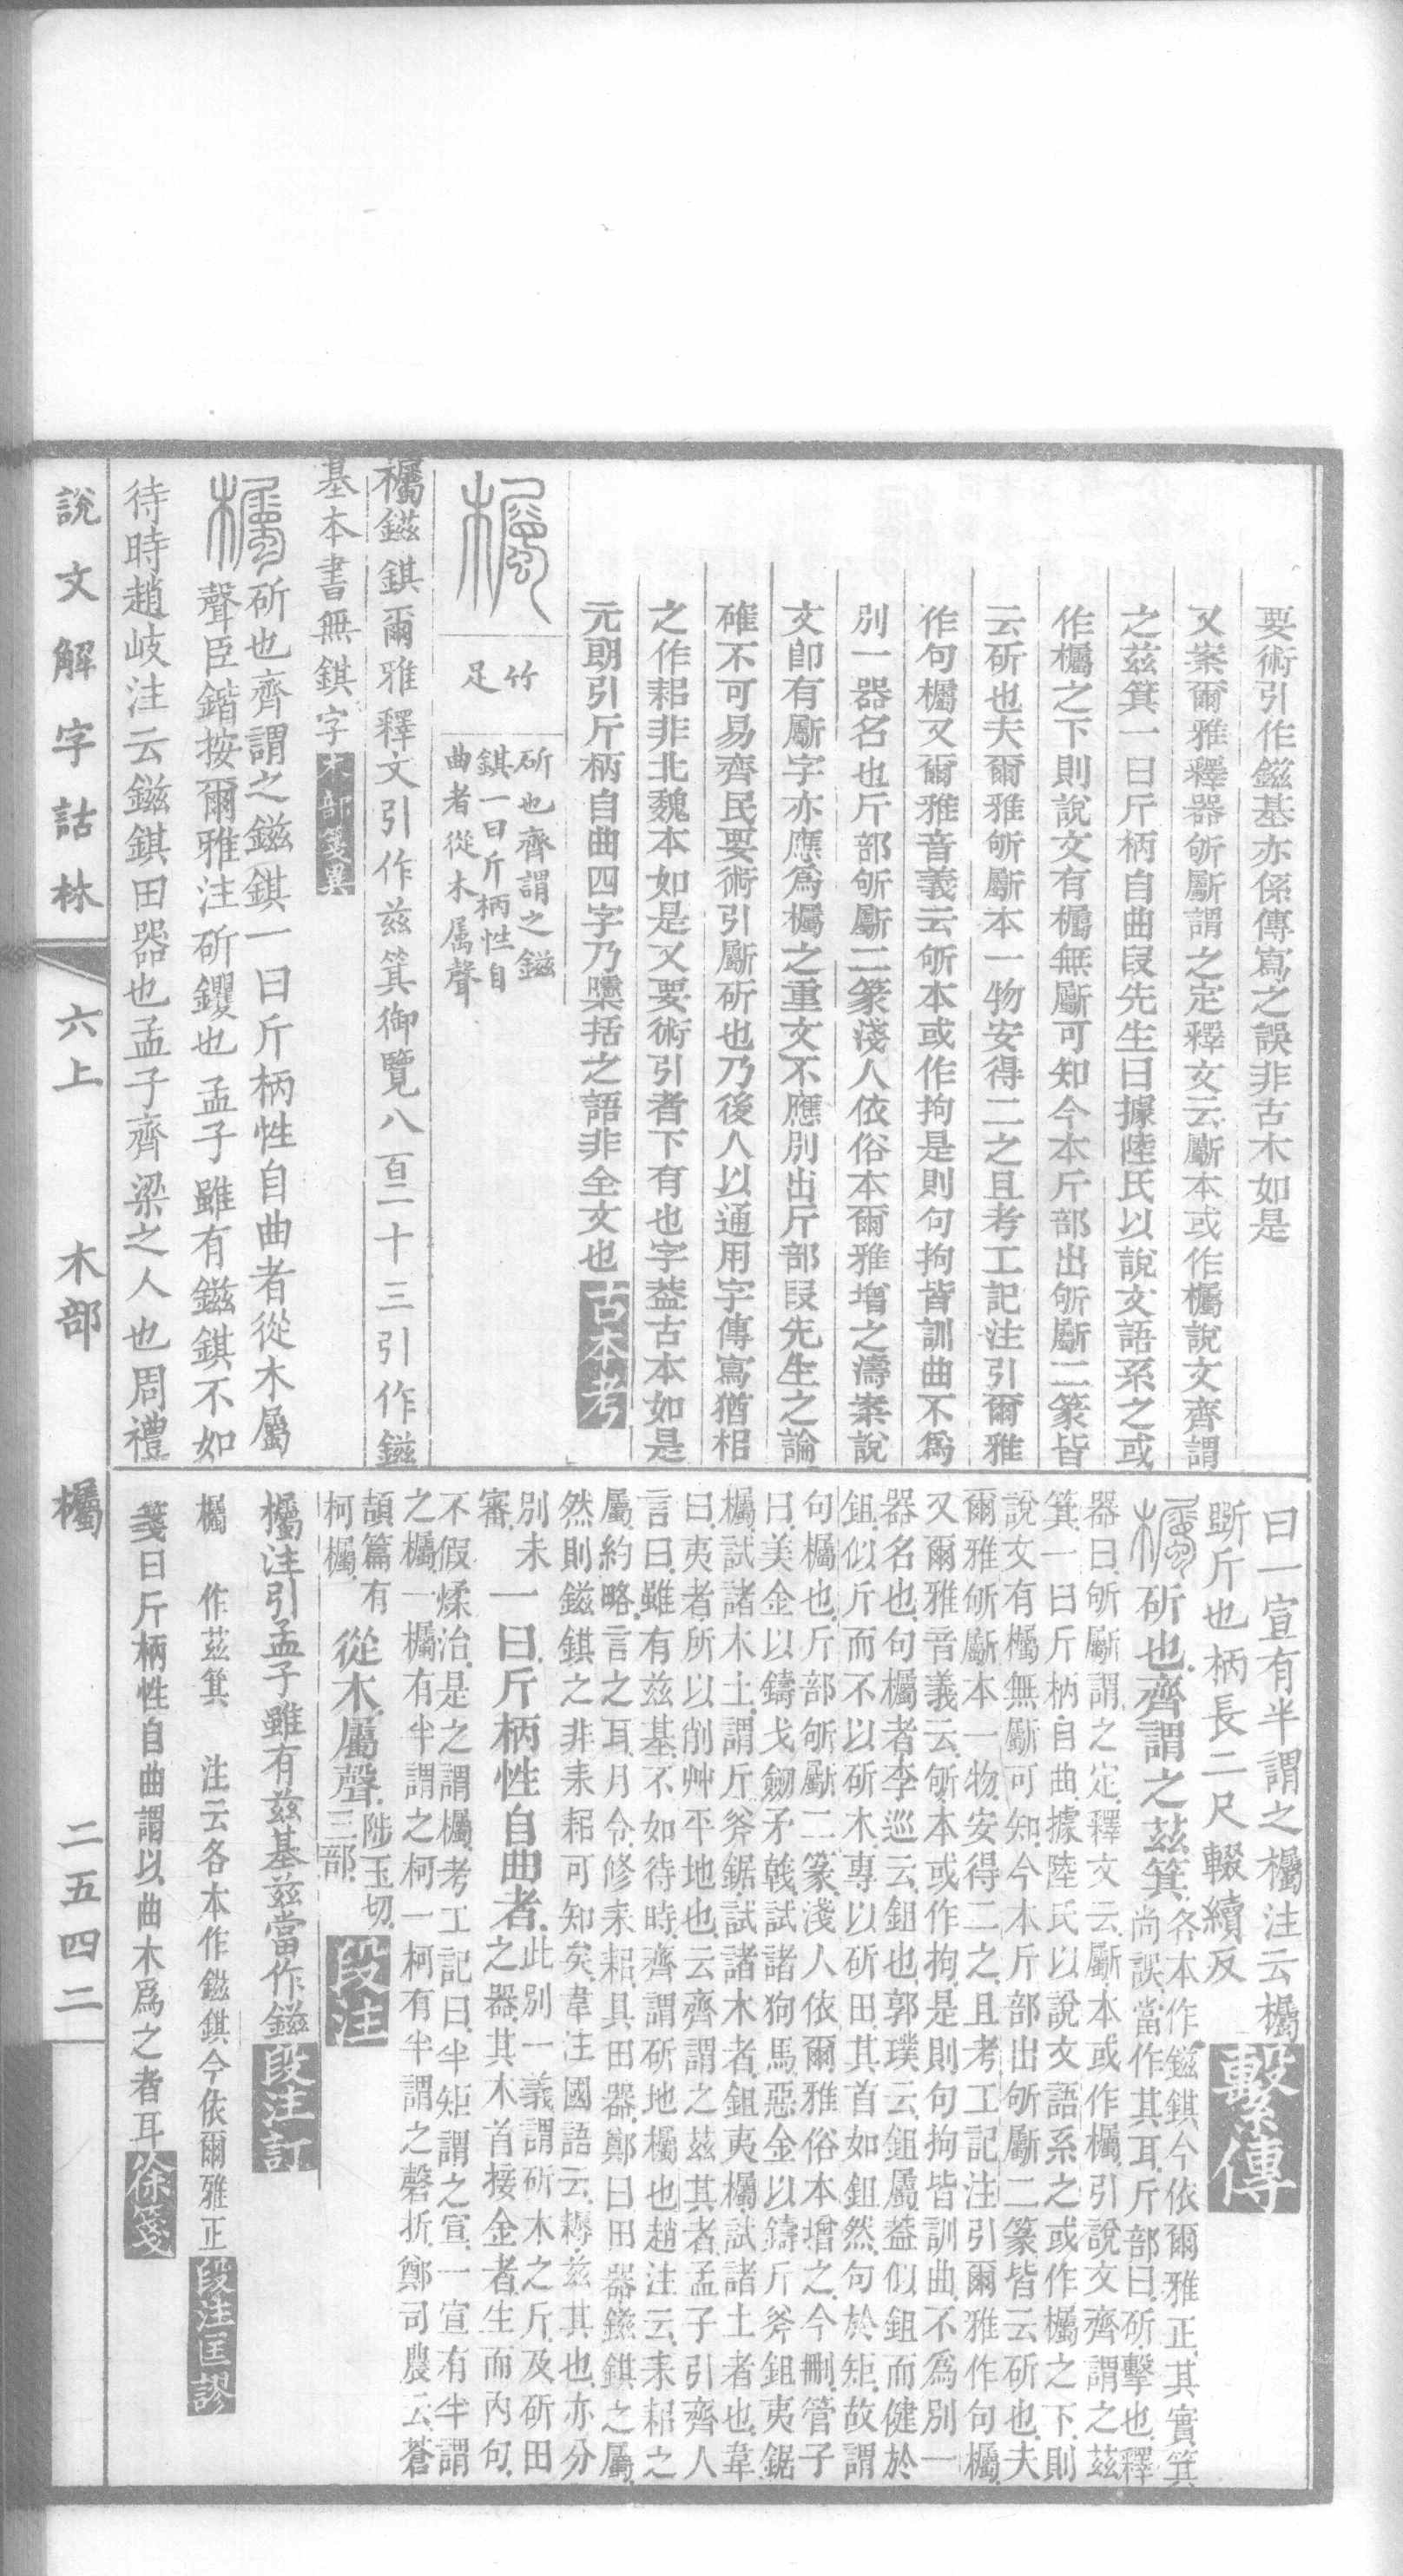 要術引作鎡基亦係傳寫之誤非古本如是
又案爾雅釋器斪斸謂之定釋文云斸本或作欘說文齊謂
之茲箕一曰斤柄自曲段先生曰據陸氏以說文語系之或
作欘之下則說文有欘無斸可知今本斤部出斪斸二篆皆
云斫也夫爾雅斪斸本一物安得二之且考工記注引爾雅
作句欘又爾雅音義云斪本或作拘是則句拘皆訓曲不爲
別一器名也斤部斪斸二篆淺人依俗本爾雅增之濤案說
文卽有斸字亦應爲欘之重文不應別出斤部段先生之論
確不可易齊民要術引斸斫也乃後人以通用字傳寫猶枱
之作耜非北魏本如是又要術引者下有也字葢古本如是
元朗引斤柄自曲四字乃檃括之語非全文也 古本考
欘
竹足
斫也齊謂之鎡
錤一曰斤柄性自
曲者從木属聲
欘鎡錤爾雅釋文引作兹箕御覽八百二十三引作鎡
基本書無錤字 木部箋異
欘斫也齊謂之鎡錤一曰斤柄性自曲者從木屬
聲臣鍇按爾雅注斫钁也孟子雖有鎡錤不如
待時趙岐注云鎡錤田器也孟子齊梁之人也周禮
曰一宣有半謂之欘注云欘
斲斤也柄長二尺輟續反 繫傳
欘斫也齊謂之茲箕各本作鎡錤今依爾雅正其實箕
尚誤當作其耳斤部曰斫擊也釋
器曰斪斸謂之定釋文云斸本或作欘引說文齊謂之茲
箕一曰斤柄自曲據陸氏以說文語系之或作欘之下則
說文有欘無斸可知今本斤部出斪斸二篆皆云斫也夫
爾雅斪斸本一物安得二之且考工記注引爾雅作句欘
又爾雅音義云斪本或作拘是則句拘皆訓曲不爲別一
器名也句欘者李巡云鉏也郭璞云鉏屬葢似鉏而健於
鉏似斤而不以斫木專以斫田其首如鉏然句於矩故謂
句欘也斤部斪斸二篆淺人依爾雅俗本增之今刪管子
曰美金以鑄戈劒矛戟試諸狗馬惡金以鑄斤斧鉏夷鋸
欘試諸木土謂斤斧鋸試諸木者鉏夷欘試諸土者也韋
曰夷者所以削艸平地也云齊謂之茲其者孟子引齊人
言曰雖有兹基不如待時齊謂斫地欘也趙注云耒耜之
屬約略言之耳月令修耒耜具田器鄭曰田器鎡錤之屬
然則鎡錤之非耒耜可知矣韋注國語云耨兹其也亦分
別未審一曰斤柄性自曲者此別一義謂斫木之斤及斫田
之器其木首接金者生而內句
不假煣治是之謂欘考工記曰半矩謂之宣一宣有半謂
之欘一欘有半謂之柯一柯有半謂之磬折鄭司農云蒼
頡篇有
柯欘從木屬聲陟玉切三部 段注
欘注引孟子雖有兹基兹當作鎡 段注訂
欘 作茲箕 注云各本作鎡錤今依爾雅正 段注匡謬
箋曰斤柄性自曲謂以曲木爲之者耳 徐箋
說文解字詁林
六上 木部 欘
二五四二